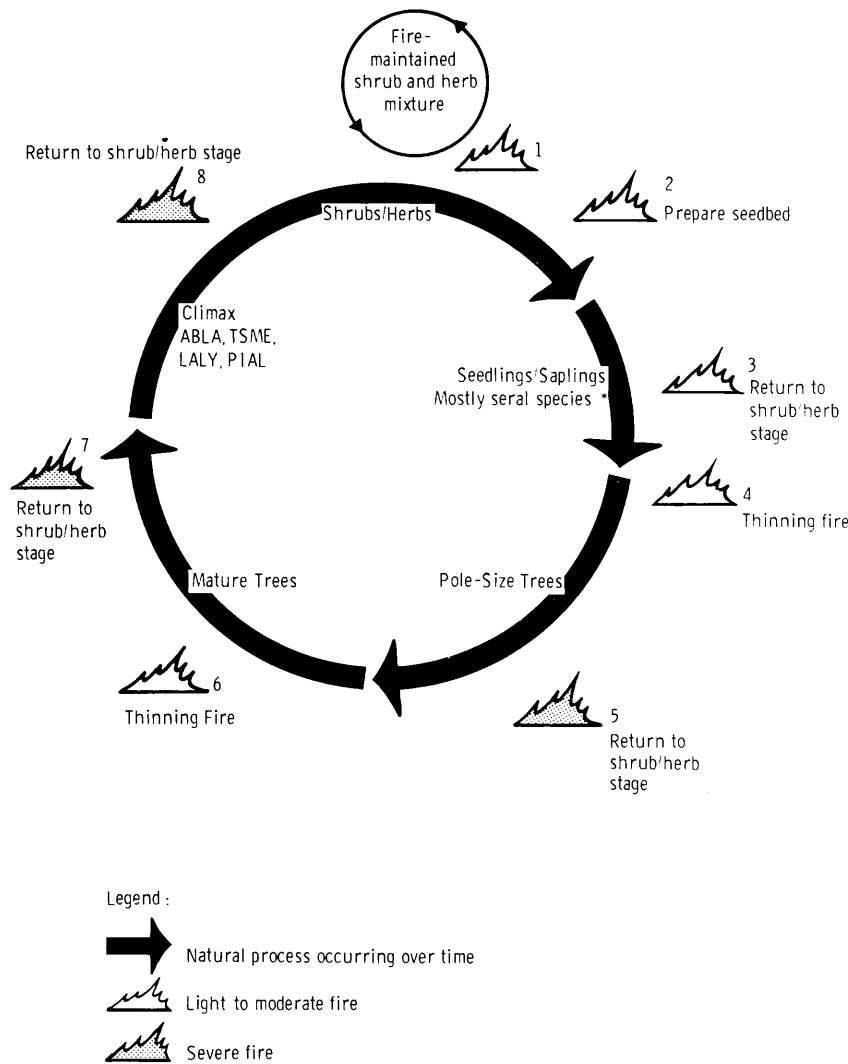 Fire-
maintained
shrub and herb
mixture
1
Return to shrub/herb stage
8
2
Prepare seedbed
Shrubs/Herbs
Climax
ABLA, TSME,
LALY, PIAL
Seedlings/Saplings
Mostly seral species *
3
Return to
shrub/herb
stage
7
Return to
shrub/herb
stage
4
Thinning fire
Mature Trees
Pole-Size Trees
6
Thinning Fire
5
Return to
shrub/herb
stage
Legend :
Natural process occurring over time
Light to moderate fire
Severe fire